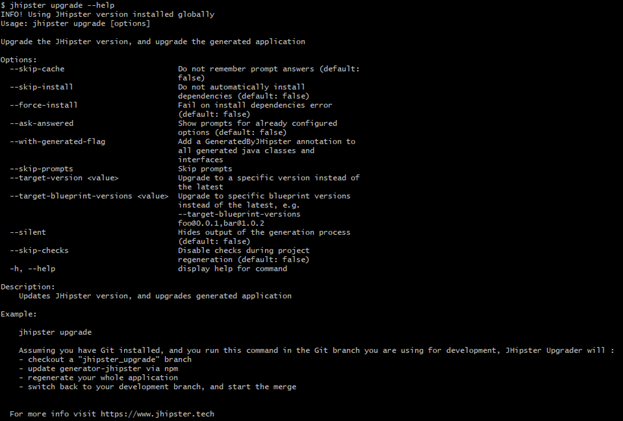 $ jhipster upgrade --help
INFO! Using JHipster version installed globally
Usage: jhipster upgrade [options]

Upgrade the JHipster version, and upgrade the generated application

Options:
  --skip-cache                          Do not remember prompt answers (default:
                                        false)
  --skip-install                        Do not automatically install
                                        dependencies (default: false)
  --force-install                       Fail on install dependencies error
                                        (default: false)
  --ask-answered                        Show prompts for already configured
                                        options (default: false)
  --with-generated-flag                 Add a GeneratedByJHipster annotation to
                                        all generated java classes and
                                        interfaces
  --skip-prompts                        Skip prompts
  --target-version <value>              Upgrade to a specific version instead of
                                        the latest
  --target-blueprint-versions <value>  Upgrade to specific blueprint versions
                                        instead of the latest, e.g.
                                        --target-blueprint-versions
                                        foo@0.0.1,bar@1.0.2
  --silent                              Hides output of the generation process
                                        (default: false)
  --skip-checks                         Disable checks during project
                                        regeneration (default: false)
  -h, --help                            display help for command

Description:
    Updates JHipster version, and upgrades generated application

Example:

    jhipster upgrade

    Assuming you have Git installed, and you run this command in the Git branch you are using for development, JHipster Upgrader will :
    - checkout a "jhipster_upgrade" branch
    - update generator-jhipster via npm
    - regenerate your whole application
    - switch back to your development branch, and start the merge

  For more info visit https://www.jhipster.tech